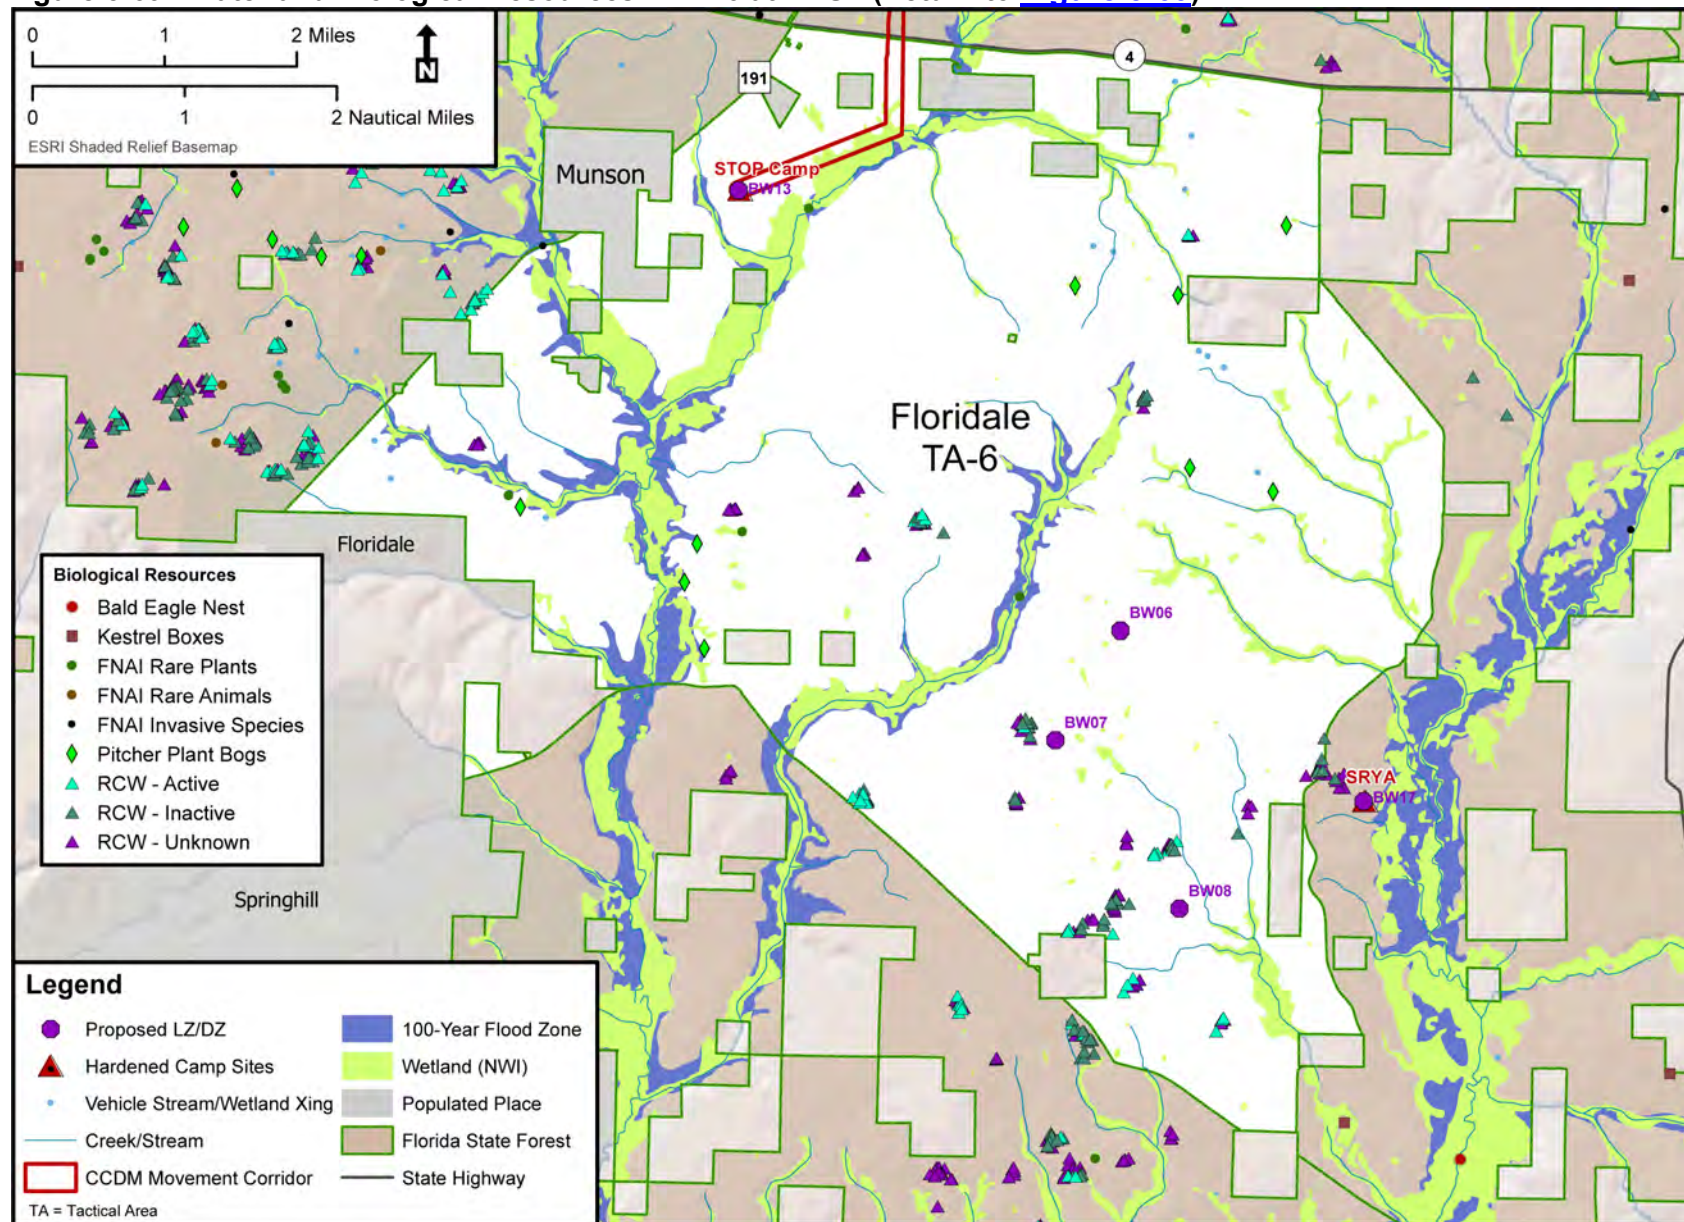 0 1 2 Miles
N
0 1 2 Nautical Miles
ESRI Shaded Relief Basemap
191
4
Munson
STOP Camp
BW13
Floridale
TA-6
Floridale
BW06
BW07
SRYA
BW17
BW08
Springhill
Biological Resources
Bald Eagle Nest
Kestrel Boxes
FNAI Rare Plants
FNAI Rare Animals
FNAI Invasive Species
Pitcher Plant Bogs
RCW - Active
RCW - Inactive
RCW - Unknown
Legend
Proposed LZ/DZ
Hardened Camp Sites
Vehicle Stream/Wetland Xing
Creek/Stream
CCDM Movement Corridor
TA = Tactical Area
100-Year Flood Zone
Wetland (NWI)
Populated Place
Florida State Forest
State Highway